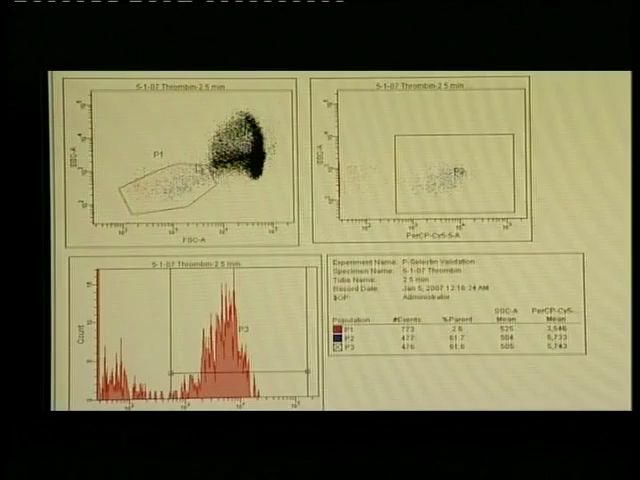 5-1-07 Thrombin-2.5 min
5-1-07 Thrombin-2.5 min
P1
SSC-A
SSC-A
FSC-A
PerCP-Cy5-5-A
5-1-07 Thrombin-2.5 min
Count
P3
Experiment Name: P-Selectin Validation
Specimen Name: 5-1-07 Thrombin
Tube Name: 2.5 min
Record Date: Jan 5, 2007 12:16:24 AM
$OP: Administrator
Population #Events %Parent SSC-A Mean PerCP-Cy5-... Mean
P1 773 2.6 525 3,546
P2 477 61.7 504 5,733
P3 476 61.6 505 5,743